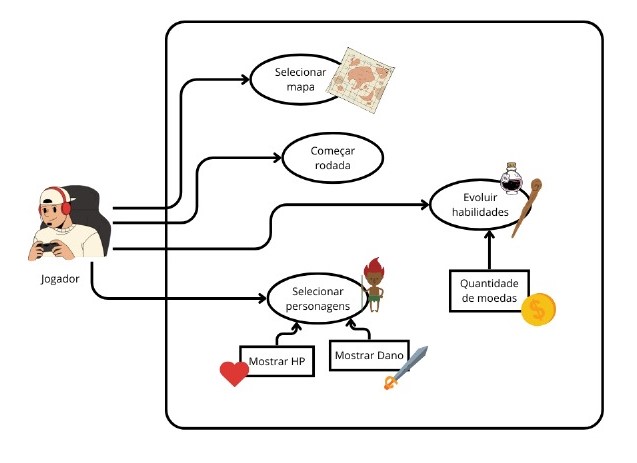 Selecionar
mapa
Começar
rodada
Evoluir
habilidades
Jogador
Selecionar
personagens
Quantidade
de moedas
Mostrar HP
Mostrar Dano
$